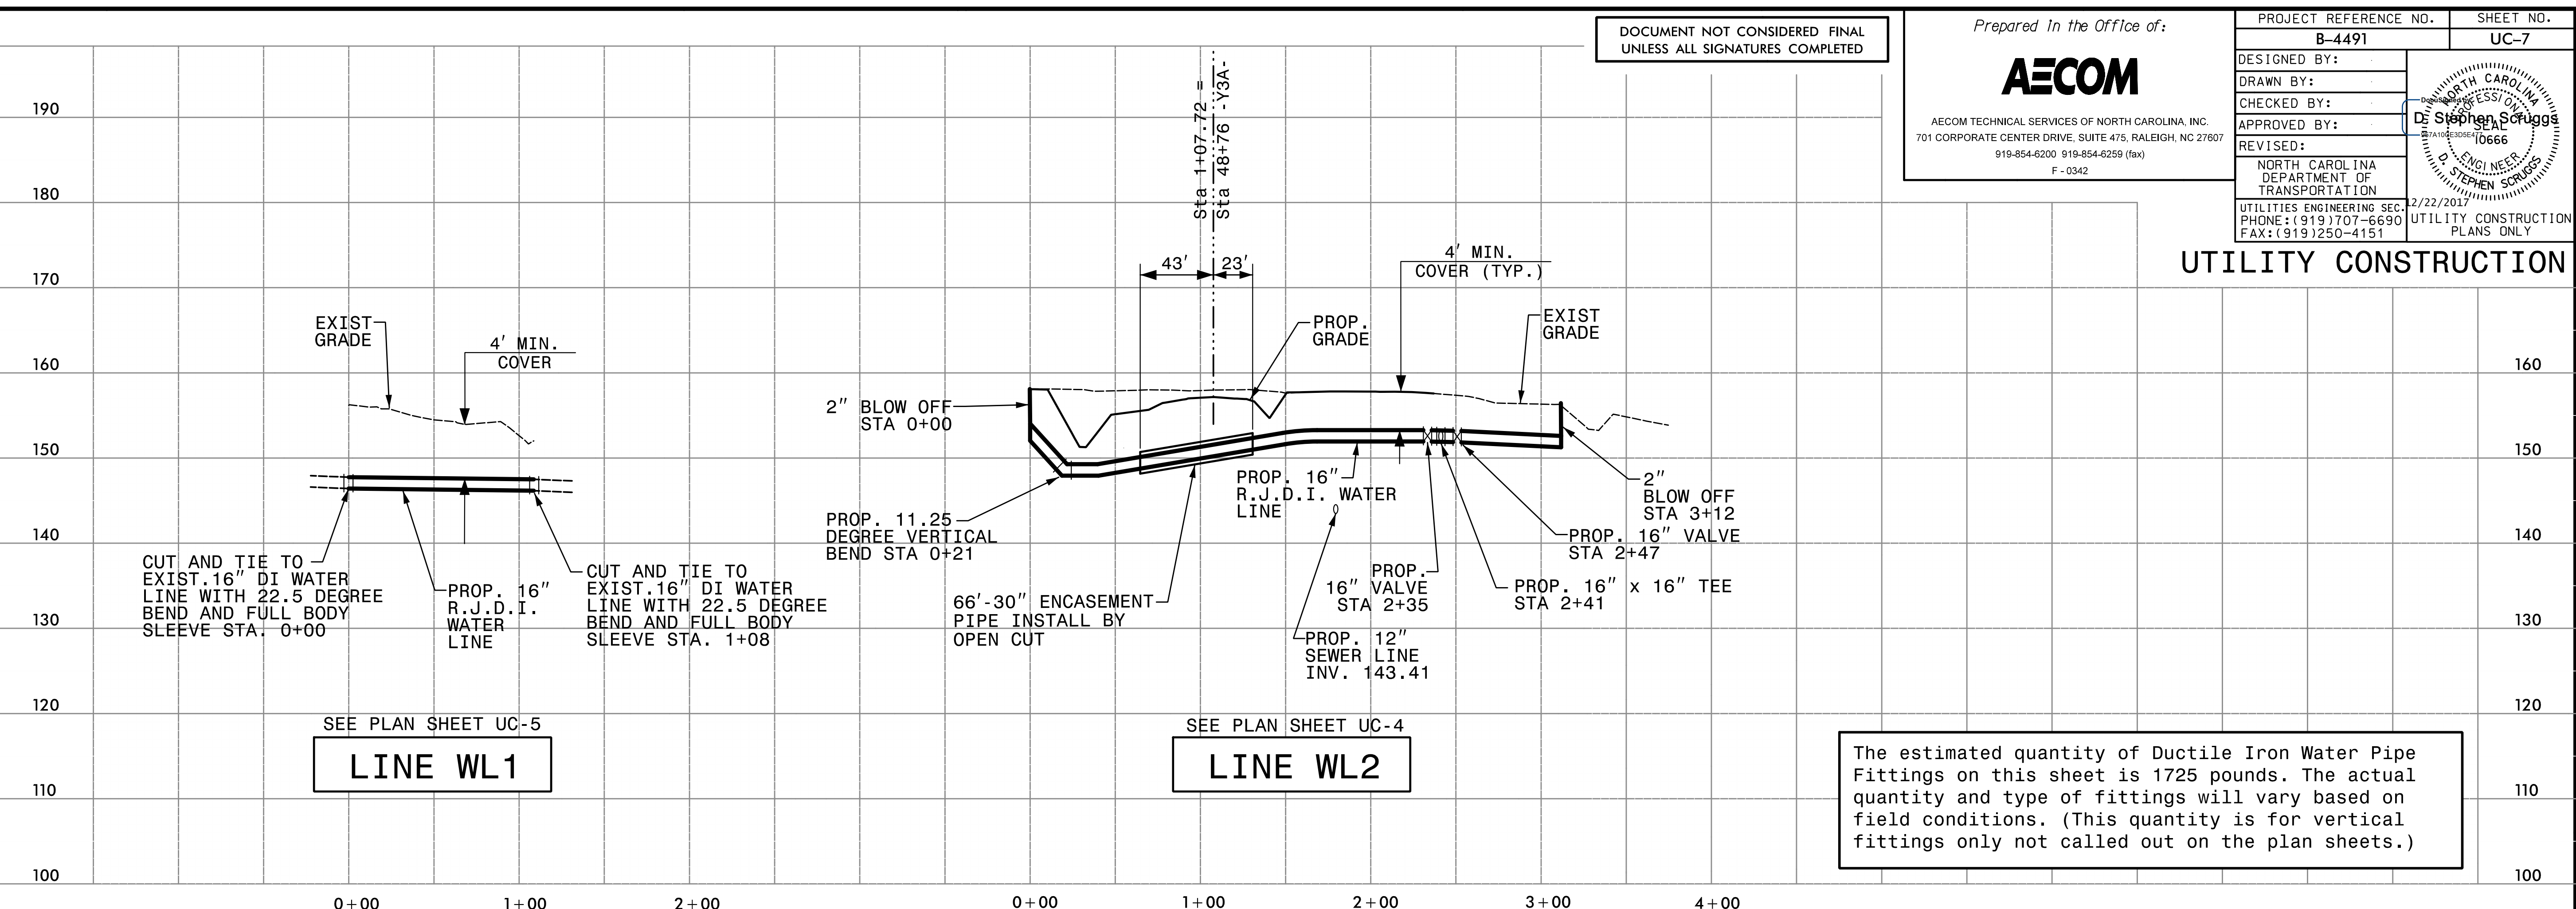 DOCUMENT NOT CONSIDERED FINAL
UNLESS ALL SIGNATURES COMPLETED
Prepared in the Office of:
AECOM
AECOM TECHNICAL SERVICES OF NORTH CAROLINA, INC.
701 CORPORATE CENTER DRIVE, SUITE 475, RALEIGH, NC 27607
919-854-6200 919-854-6259 (fax)
F - 0342
PROJECT REFERENCE NO.
SHEET NO.
B-4491
UC-7
DESIGNED BY:
DRAWN BY:
CHECKED BY:
APPROVED BY:
REVISED:
NORTH CAROLINA
DEPARTMENT OF
TRANSPORTATION
UTILITIES ENGINEERING SEC.
PHONE:(919)707-6690
FAX:(919)250-4151
NORTH CAROLINA
PROFESSIONAL
D. Stephen Scruggs
SEAL
10666
ENGINEER
D. STEPHEN SCRUGGS
12/22/2017
UTILITY CONSTRUCTION
PLANS ONLY
UTILITY CONSTRUCTION
190
180
170
160
150
140
130
120
110
100
EXIST
GRADE
4' MIN.
COVER
CUT AND TIE TO
EXIST.16" DI WATER
LINE WITH 22.5 DEGREE
BEND AND FULL BODY
SLEEVE STA. 0+00
PROP. 16"
R.J.D.I.
WATER
LINE
CUT AND TIE TO
EXIST.16" DI WATER
LINE WITH 22.5 DEGREE
BEND AND FULL BODY
SLEEVE STA. 1+08
SEE PLAN SHEET UC-5
LINE WL1
Sta 1+07.72 =
Sta 48+76 -Y3A-
43'
23'
4' MIN.
COVER (TYP.)
PROP.
GRADE
EXIST
GRADE
2" BLOW OFF
STA 0+00
PROP. 11.25
DEGREE VERTICAL
BEND STA 0+21
66'-30" ENCASEMENT
PIPE INSTALL BY
OPEN CUT
PROP. 16"
R.J.D.I. WATER
LINE
PROP.
16" VALVE
STA 2+35
PROP. 12"
SEWER LINE
INV. 143.41
PROP. 16" x 16" TEE
STA 2+41
PROP. 16" VALVE
STA 2+47
2"
BLOW OFF
STA 3+12
SEE PLAN SHEET UC-4
LINE WL2
160
150
140
130
120
110
100
The estimated quantity of Ductile Iron Water Pipe
Fittings on this sheet is 1725 pounds. The actual
quantity and type of fittings will vary based on
field conditions. (This quantity is for vertical
fittings only not called out on the plan sheets.)
0+00
1+00
2+00
0+00
1+00
2+00
3+00
4+00